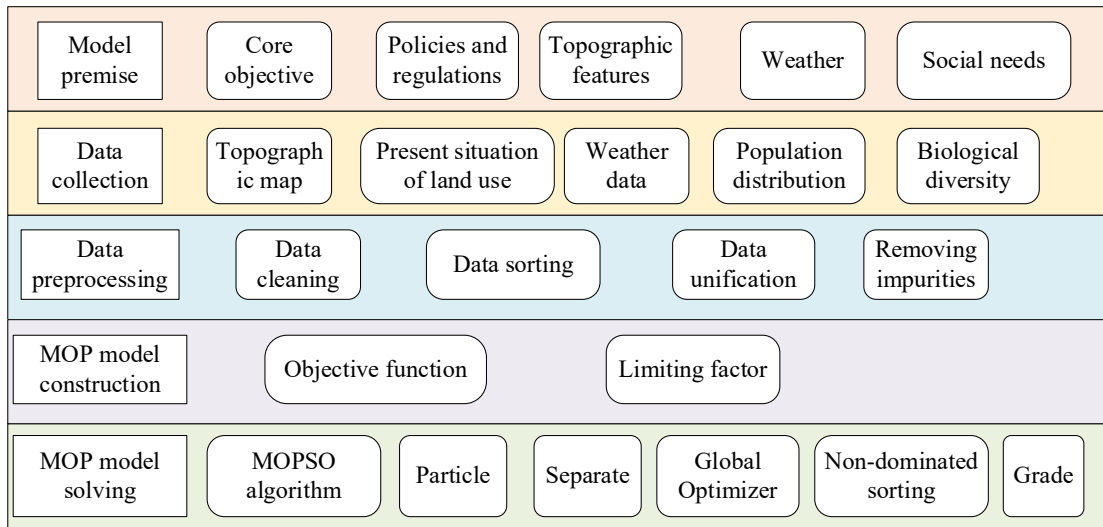 Model
premise
Core
objective
Policies and
regulations
Topographic
features
Weather
Social needs
Data
collection
Topograph
ic map
Present situation
of land use
Weather
data
Population
distribution
Biological
diversity
Data
preprocessing
Data
cleaning
Data sorting
Data
unification
Removing
impurities
MOP model
construction
Objective function
Limiting factor
MOP model
solving
MOPSO
algorithm
Particle
Separate
Global
Optimizer
Non-dominated
sorting
Grade